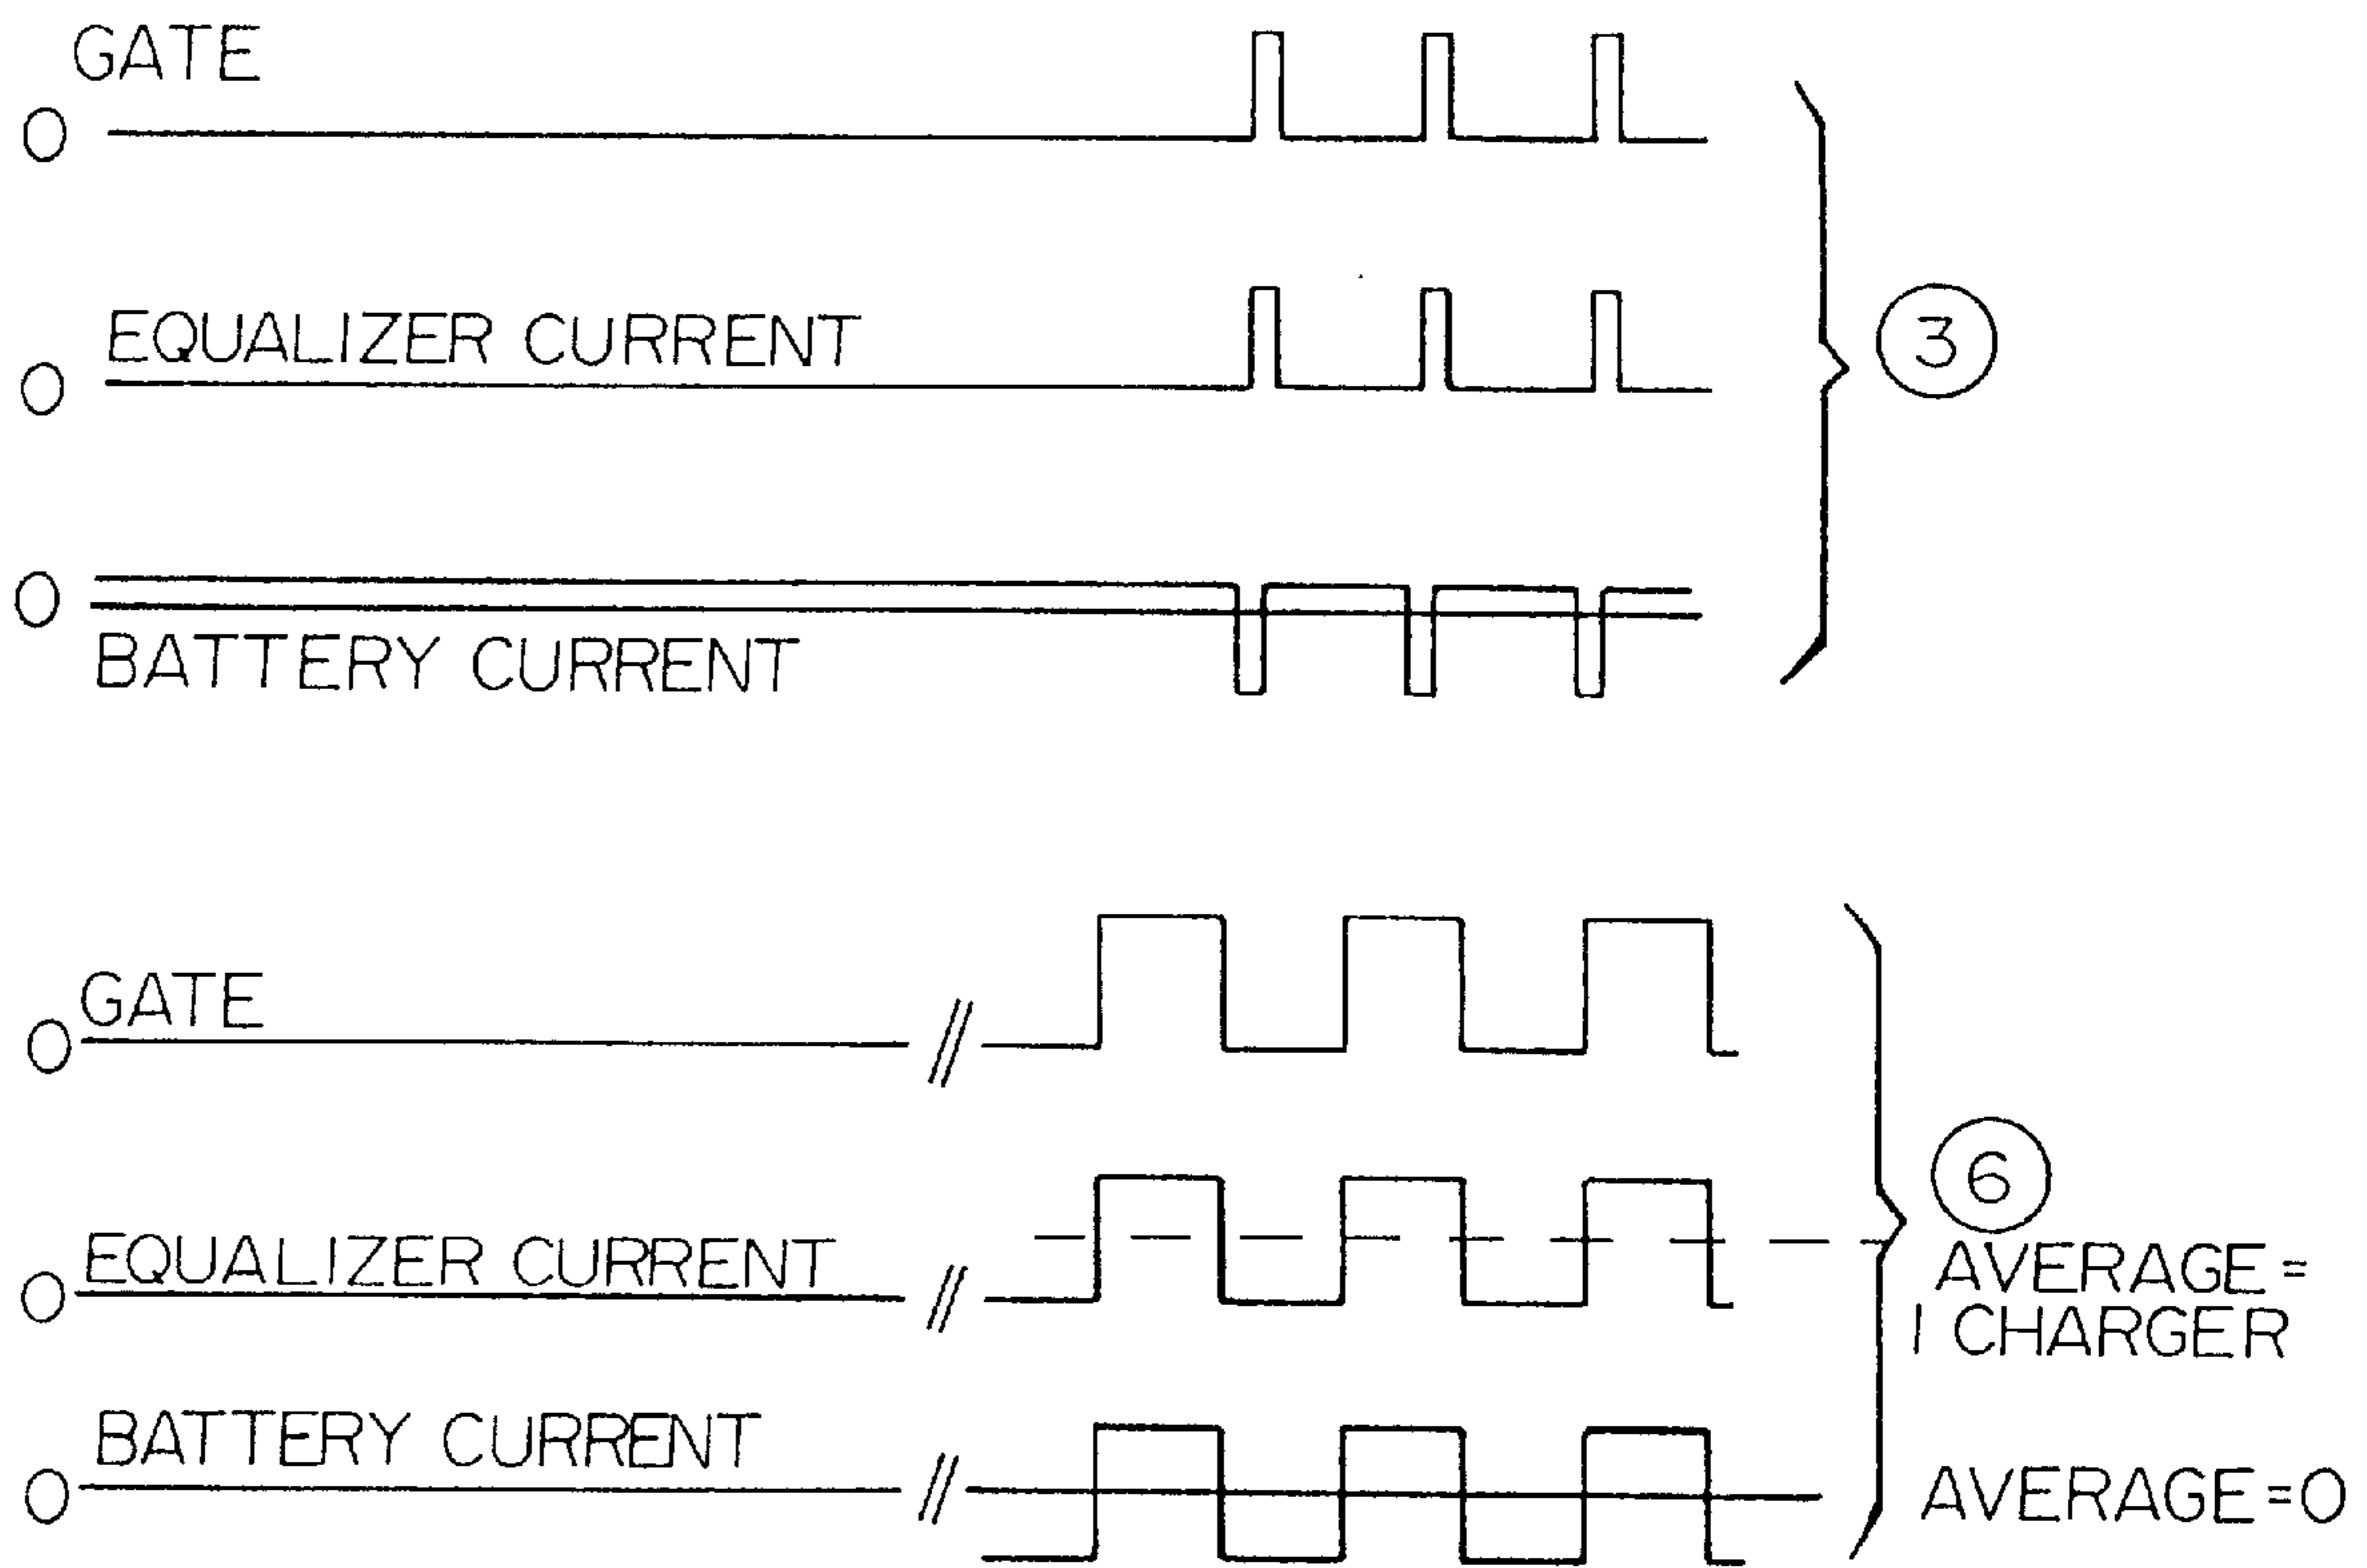 GATE
0
EQUALIZER CURRENT
0
3
0
BATTERY CURRENT
GATE
0
6
EQUALIZER CURRENT
0
AVERAGE =
I CHARGER
BATTERY CURRENT
0
AVERAGE = 0